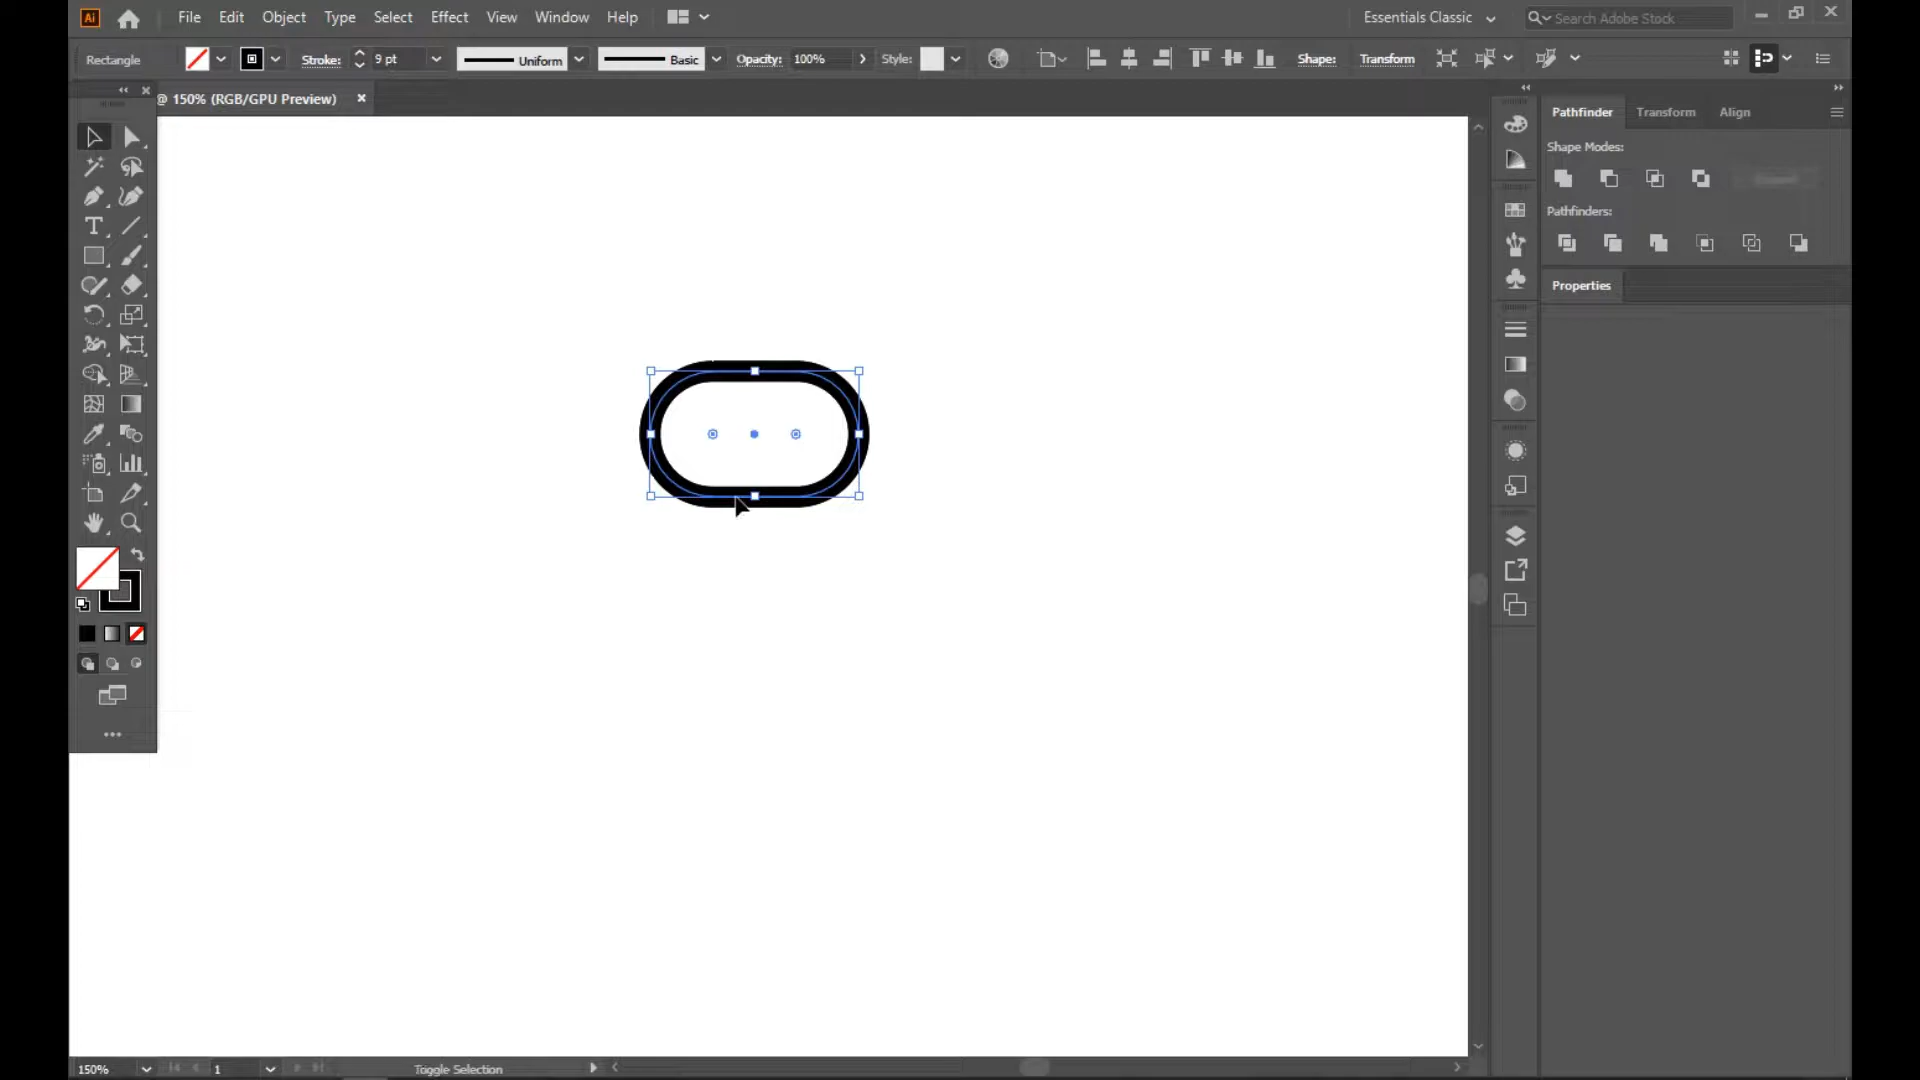 Ai File Edit Object Type Select Effect View Window Help Essentials Classic Search Adobe Stock
Rectangle Stroke: 9 pt Uniform Basic Opacity: 100% Style: Shape: Transform
@ 150% (RGB/GPU Preview)
Pathfinder Transform Align
Shape Modes:
Pathfinders:
Properties
150% 1 Toggle Selection